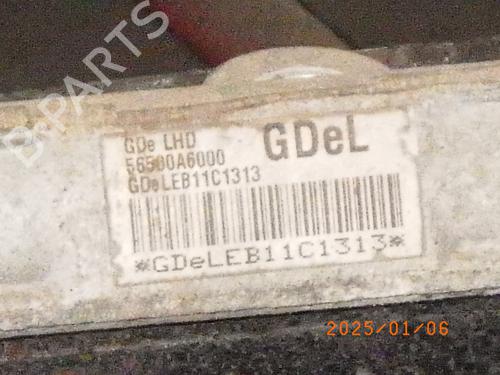 B-PARTS
GDe LHD
56500A6000
GDeLEB11C1313
GDeL
*GDeLEB11C1313*
2025/01/06